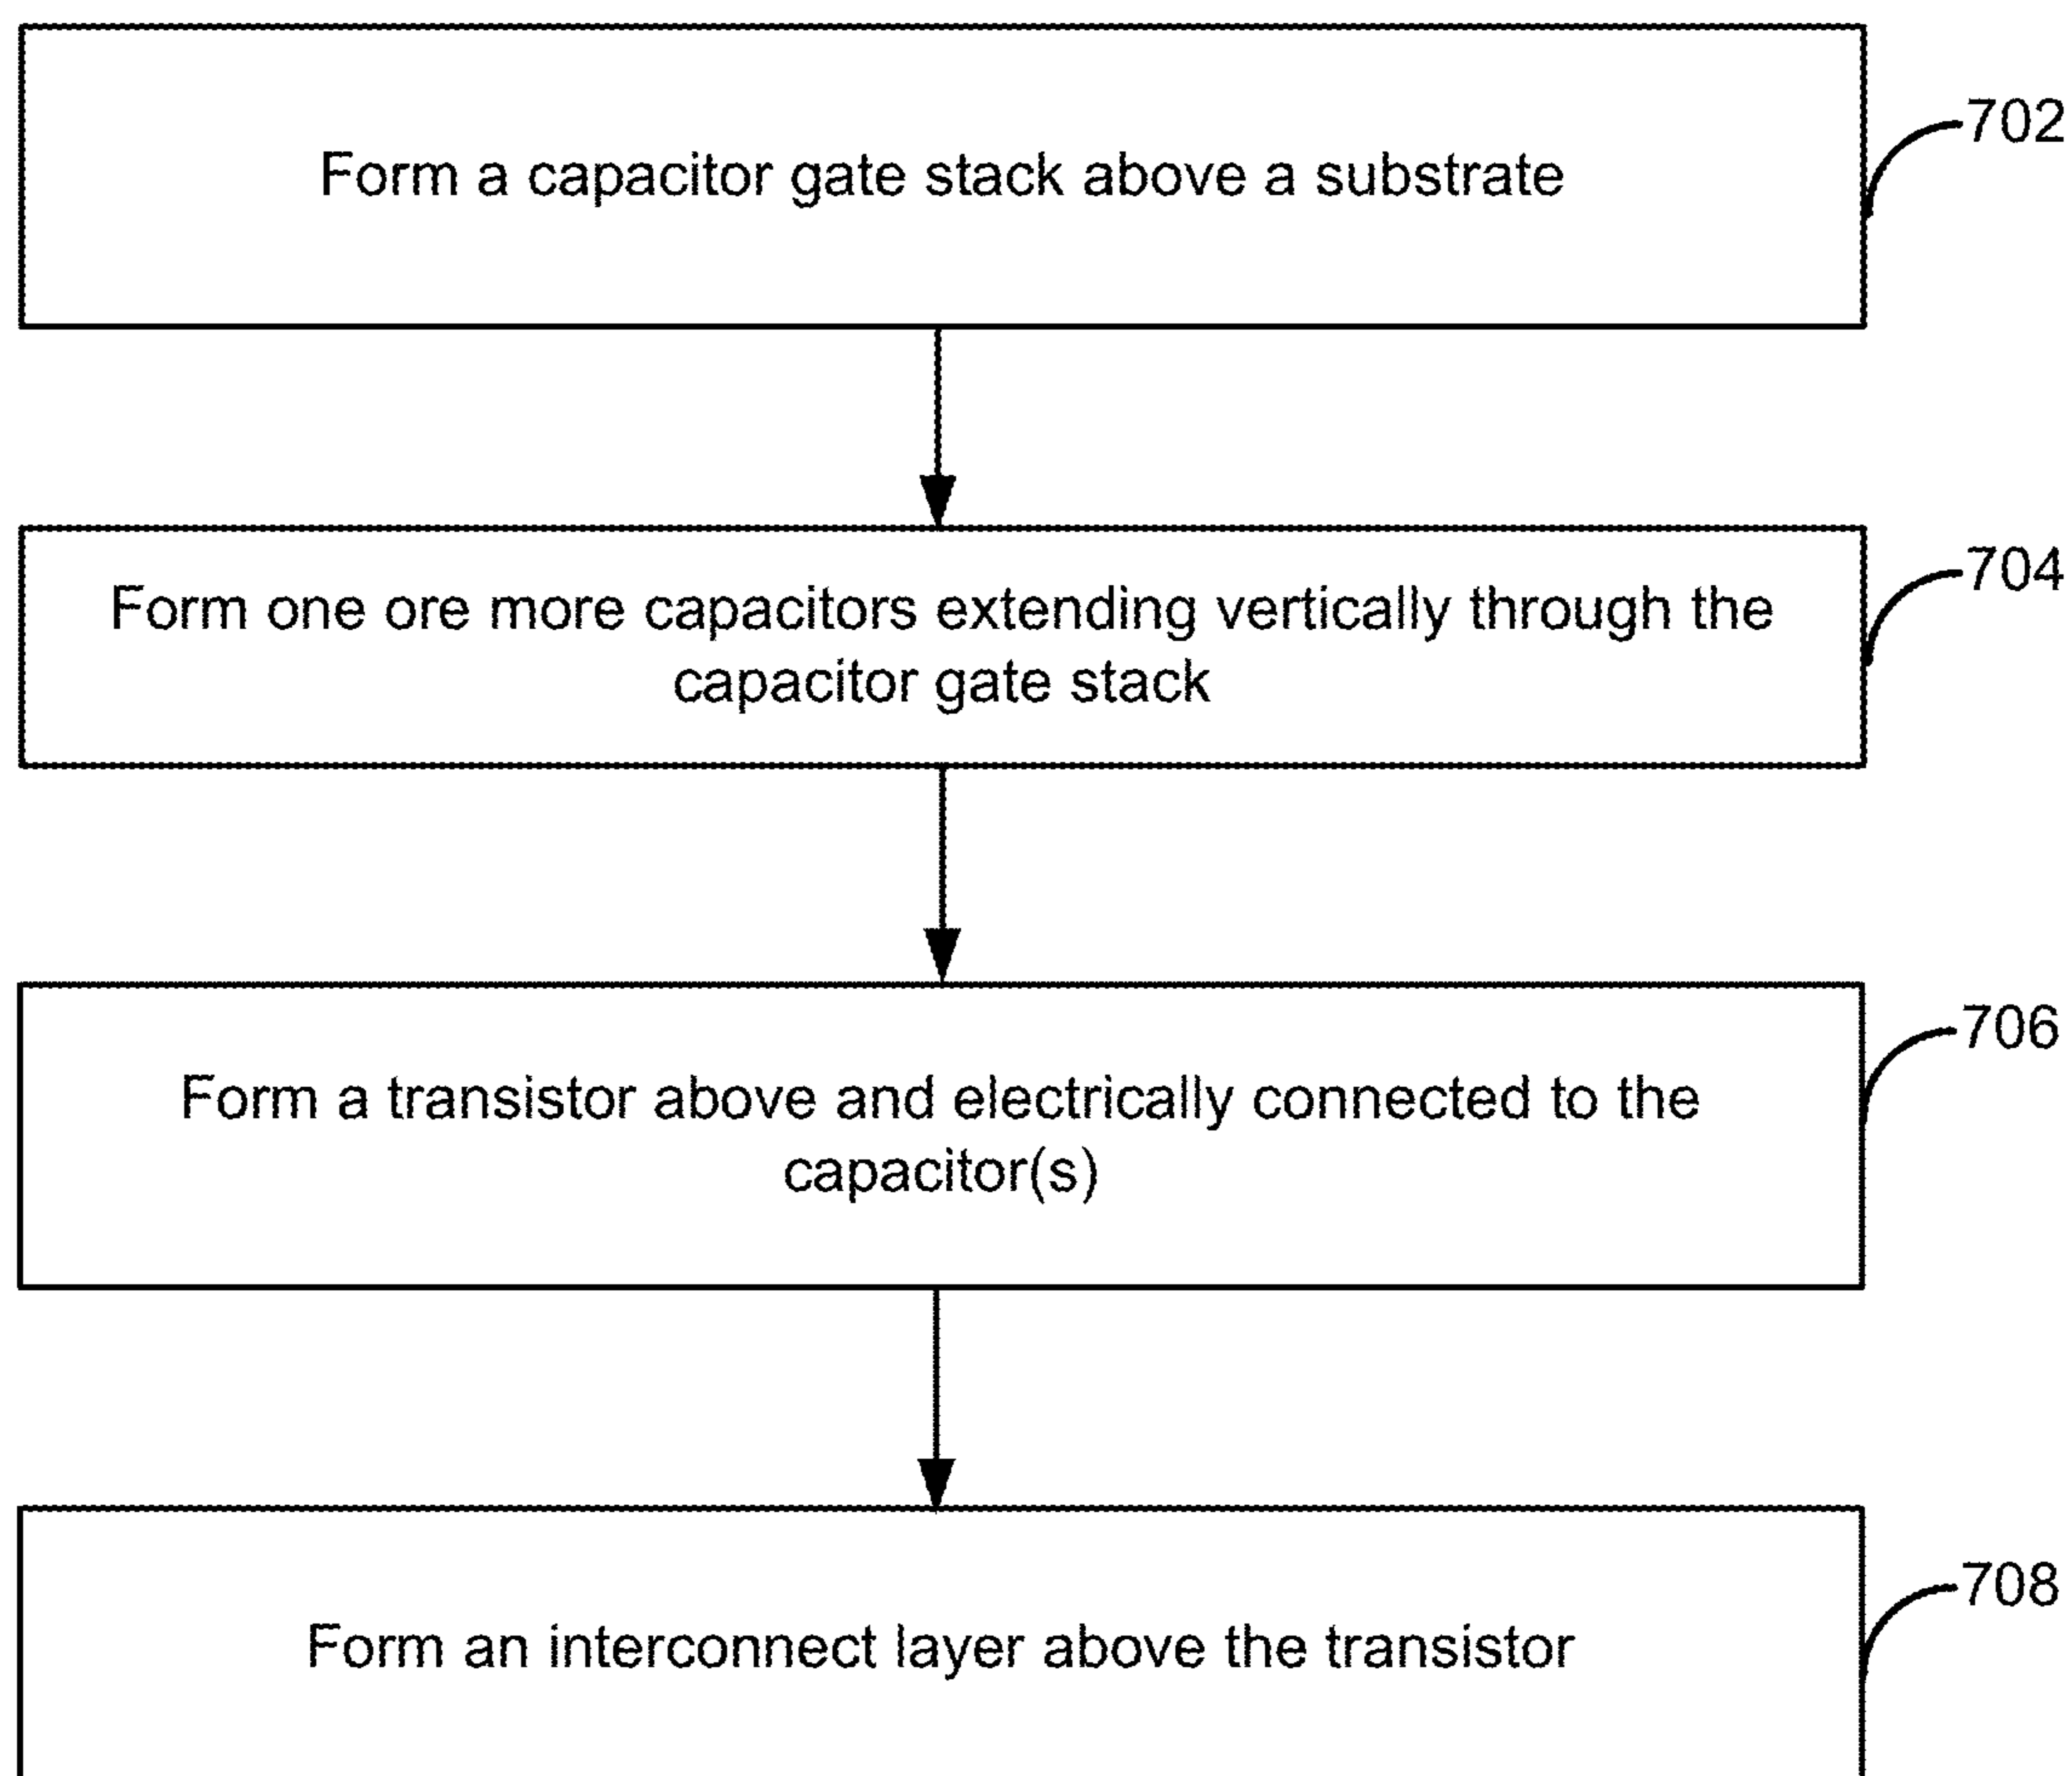 Form a capacitor gate stack above a substrate
702
Form one ore more capacitors extending vertically through the
capacitor gate stack
704
Form a transistor above and electrically connected to the
capacitor(s)
706
Form an interconnect layer above the transistor
708